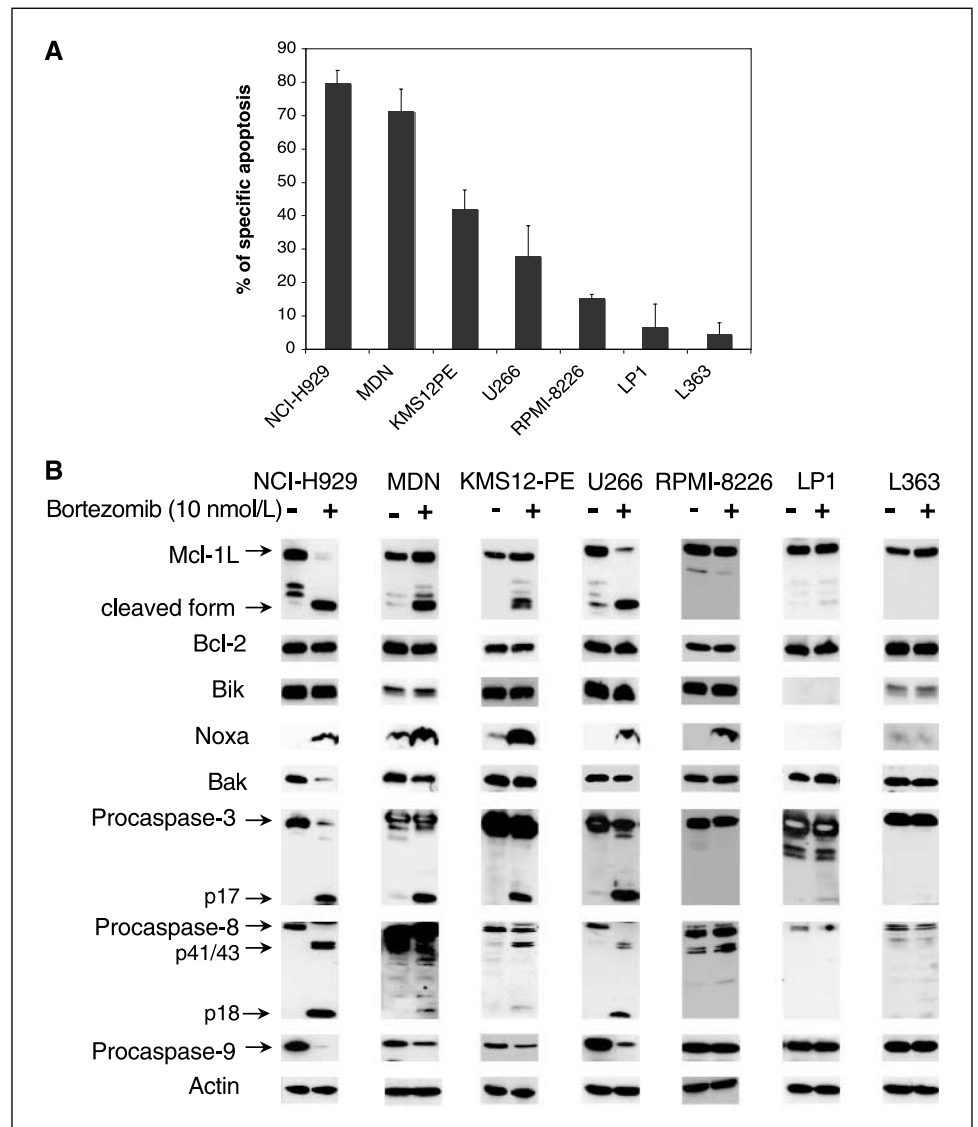 A
90
80
70
60
50
40
30
20
10
0
% of specific apoptosis
NCI-H929
MDN
KMS12PE
U266
RPMI-8226
LP1
L363
B
NCI-H929 MDN KMS12-PE U266 RPMI-8226 LP1 L363
Bortezomib (10 nmol/L) - + - + - + - + - + - + - +
Mcl-1L
cleaved form
Bcl-2
Bik
Noxa
Bak
Procaspase-3
p17
Procaspase-8
p41/43
p18
Procaspase-9
Actin